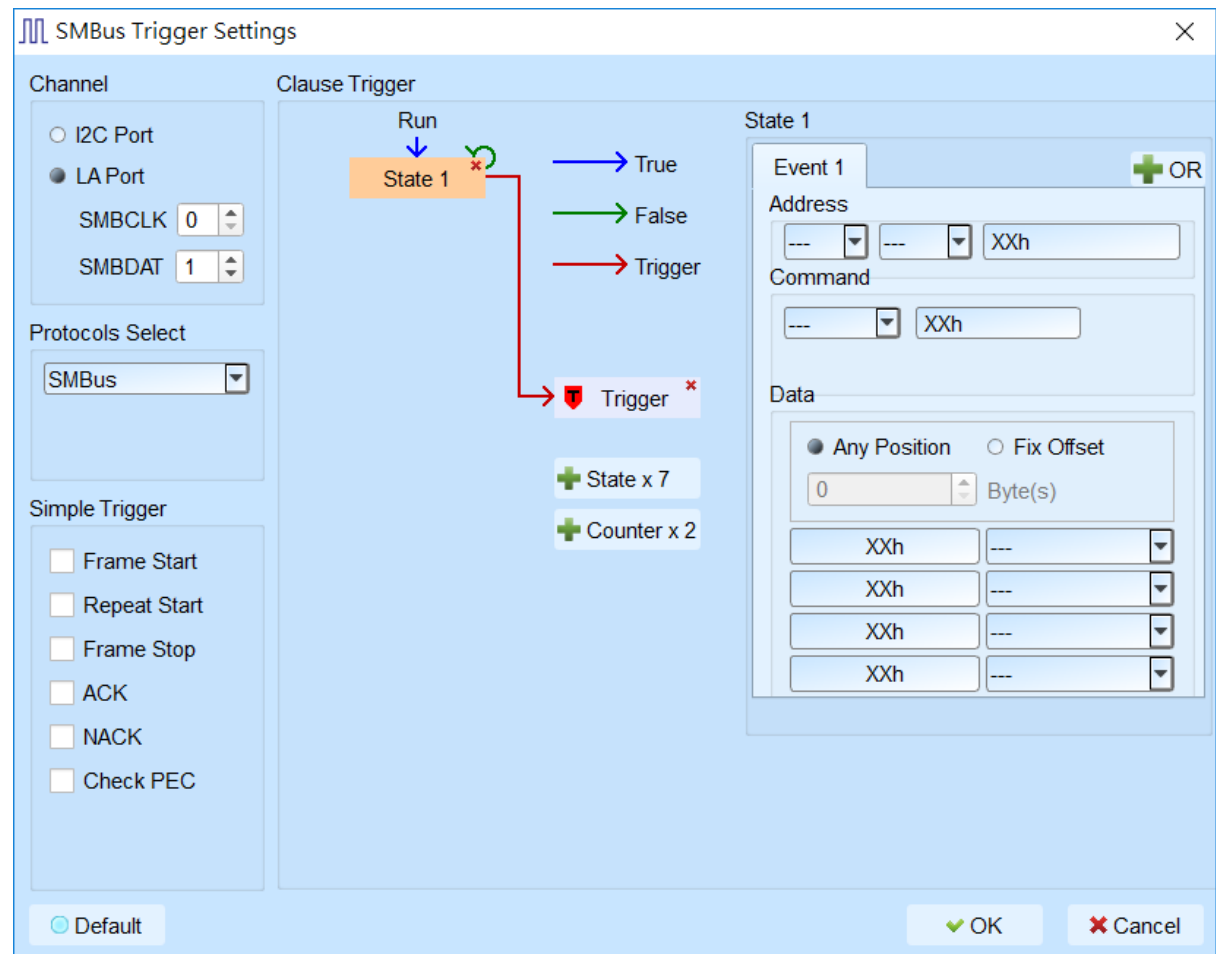 SMBus Trigger Settings
Channel
I2C Port
LA Port
SMBCLK 0
SMBDAT 1
Protocols Select
SMBus
Simple Trigger
Frame Start
Repeat Start
Frame Stop
ACK
NACK
Check PEC
Clause Trigger
Run
State 1
True
False
Trigger
T Trigger
State x 7
Counter x 2
State 1
Event 1
OR
Address
--- --- XXh
Command
--- XXh
Data
Any Position Fix Offset
0 Byte(s)
XXh ---
XXh ---
XXh ---
XXh ---
Default
OK
Cancel